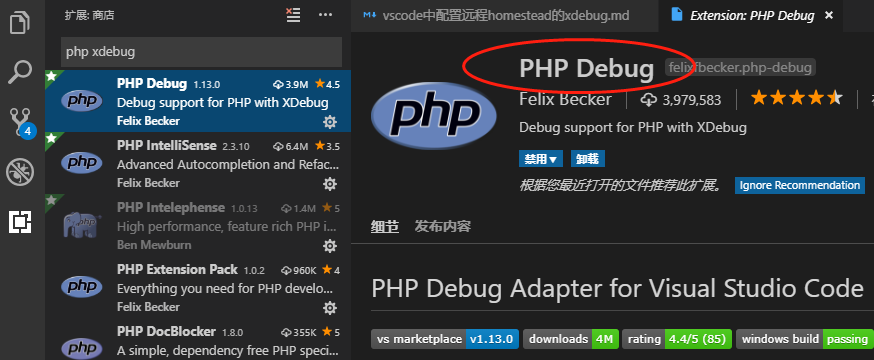 扩展: 商店
php xdebug
php
PHP Debug 1.13.0 3.9M 4.5
Debug support for PHP with XDebug
Felix Becker
php
PHP IntelliSense 2.3.10 6.4M 3.5
Advanced Autocompletion and Refac...
Felix Becker
php
PHP Intelephense 1.0.13 1.4M 5
High performance, feature rich PHP i...
Ben Mewburn
php
PHP Extension Pack 1.0.2 960K 4
Everything you need for PHP develo...
Felix Becker
php
PHP DocBlocker 1.8.0 355K 5
A simple, dependency free PHP speci...
4
vscode中配置远程homestead的xdebug.md
Extension: PHP Debug
php
PHP Debug felixfbecker.php-debug
Felix Becker 3,979,583
Debug support for PHP with XDebug
禁用 卸载
根据您最近打开的文件推荐此扩展。 Ignore Recommendation
细节 发布内容
PHP Debug Adapter for Visual Studio Code
vs marketplace v1.13.0 downloads 4M rating 4.4/5 (85) windows build passing